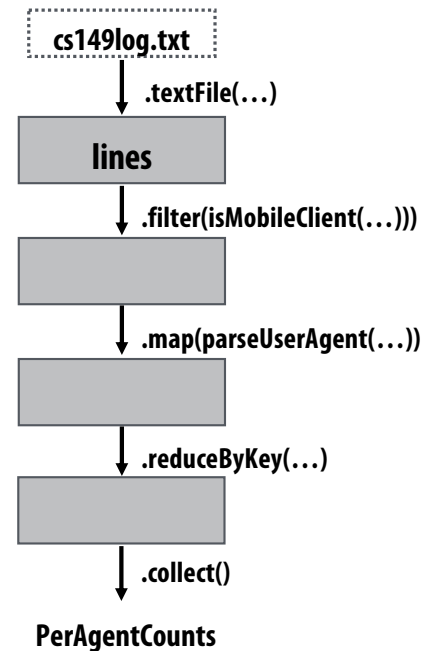 cs149log.txt
.textFile(…)
lines
.filter(isMobileClient(…)))
.map(parseUserAgent(…))
.reduceByKey(…)
.collect()
PerAgentCounts